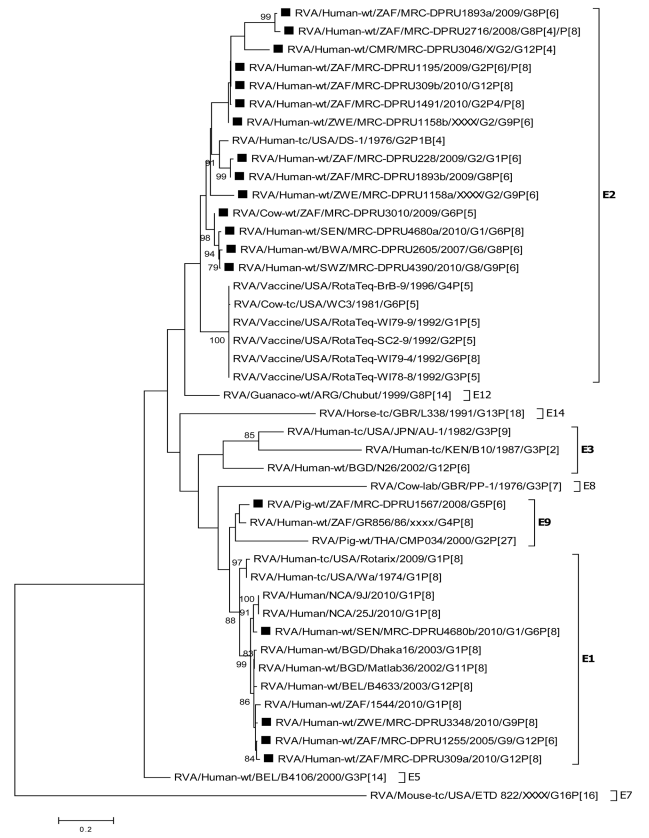 99
RVA/Human-wt/ZAF/MRC-DPRU1893a/2009/G8P[6]
RVA/Human-wt/ZAF/MRC-DPRU2716/2008/G8P[4]/P[8]
RVA/Human-wt/CMR/MRC-DPRU3046/X/G2/G12P[4]
RVA/Human-wt/ZAF/MRC-DPRU1195/2009/G2P[6]/P[8]
RVA/Human-wt/ZAF/MRC-DPRU309b/2010/G12P[8]
RVA/Human-wt/ZAF/MRC-DPRU1491/2010/G2P4/P[8]
RVA/Human-wt/ZWE/MRC-DPRU1158b/XXXX/G2/G9P[6]
RVA/Human-tc/USA/DS-1/1976/G2P1B[4]
91
RVA/Human-wt/ZAF/MRC-DPRU228/2009/G2/G1P[6]
99
RVA/Human-wt/ZAF/MRC-DPRU1893b/2009/G8P[6]
RVA/Human-wt/ZWE/MRC-DPRU1158a/XXXX/G2/G9P[6]
E2
RVA/Cow-wt/ZAF/MRC-DPRU3010/2009/G6P[5]
98
RVA/Human-wt/SEN/MRC-DPRU4680a/2010/G1/G6P[8]
94
RVA/Human-wt/BWA/MRC-DPRU2605/2007/G6/G8P[6]
79
RVA/Human-wt/SWZ/MRC-DPRU4390/2010/G8/G9P[6]
RVA/Vaccine/USA/RotaTeq-BrB-9/1996/G4P[5]
RVA/Cow-tc/USA/WC3/1981/G6P[5]
RVA/Vaccine/USA/RotaTeq-WI79-9/1992/G1P[5]
100
RVA/Vaccine/USA/RotaTeq-SC2-9/1992/G2P[5]
RVA/Vaccine/USA/RotaTeq-WI79-4/1992/G6P[8]
RVA/Vaccine/USA/RotaTeq-WI78-8/1992/G3P[5]
RVA/Guanaco-wt/ARG/Chubut/1999/G8P[14] E12
RVA/Horse-tc/GBR/L338/1991/G13P[18] E14
85
RVA/Human-tc/USA/JPN/AU-1/1982/G3P[9]
RVA/Human-tc/KEN/B10/1987/G3P[2]
E3
RVA/Human-wt/BGD/N26/2002/G12P[6]
RVA/Cow-lab/GBR/PP-1/1976/G3P[7] E8
RVA/Pig-wt/ZAF/MRC-DPRU1567/2008/G5P[6]
RVA/Human-wt/ZAF/GR856/86/xxxx/G4P[8]
E9
RVA/Pig-wt/THA/CMP034/2000/G2P[27]
97
RVA/Human-tc/USA/Rotarix/2009/G1P[8]
RVA/Human-tc/USA/Wa/1974/G1P[8]
100
RVA/Human/NCA/9J/2010/G1P[8]
91
RVA/Human/NCA/25J/2010/G1P[8]
88
RVA/Human-wt/SEN/MRC-DPRU4680b/2010/G1/G6P[8]
83
RVA/Human-wt/BGD/Dhaka16/2003/G1P[8]
E1
99
RVA/Human-wt/BGD/Matlab36/2002/G11P[8]
RVA/Human-wt/BEL/B4633/2003/G12P[8]
86
RVA/Human-wt/ZAF/1544/2010/G1P[8]
RVA/Human-wt/ZWE/MRC-DPRU3348/2010/G9P[8]
RVA/Human-wt/ZAF/MRC-DPRU1255/2005/G9/G12P[6]
84
RVA/Human-wt/ZAF/MRC-DPRU309a/2010/G12P[8]
RVA/Human-wt/BEL/B4106/2000/G3P[14] E5
RVA/Mouse-tc/USA/ETD 822/XXXX/G16P[16] E7
0.2